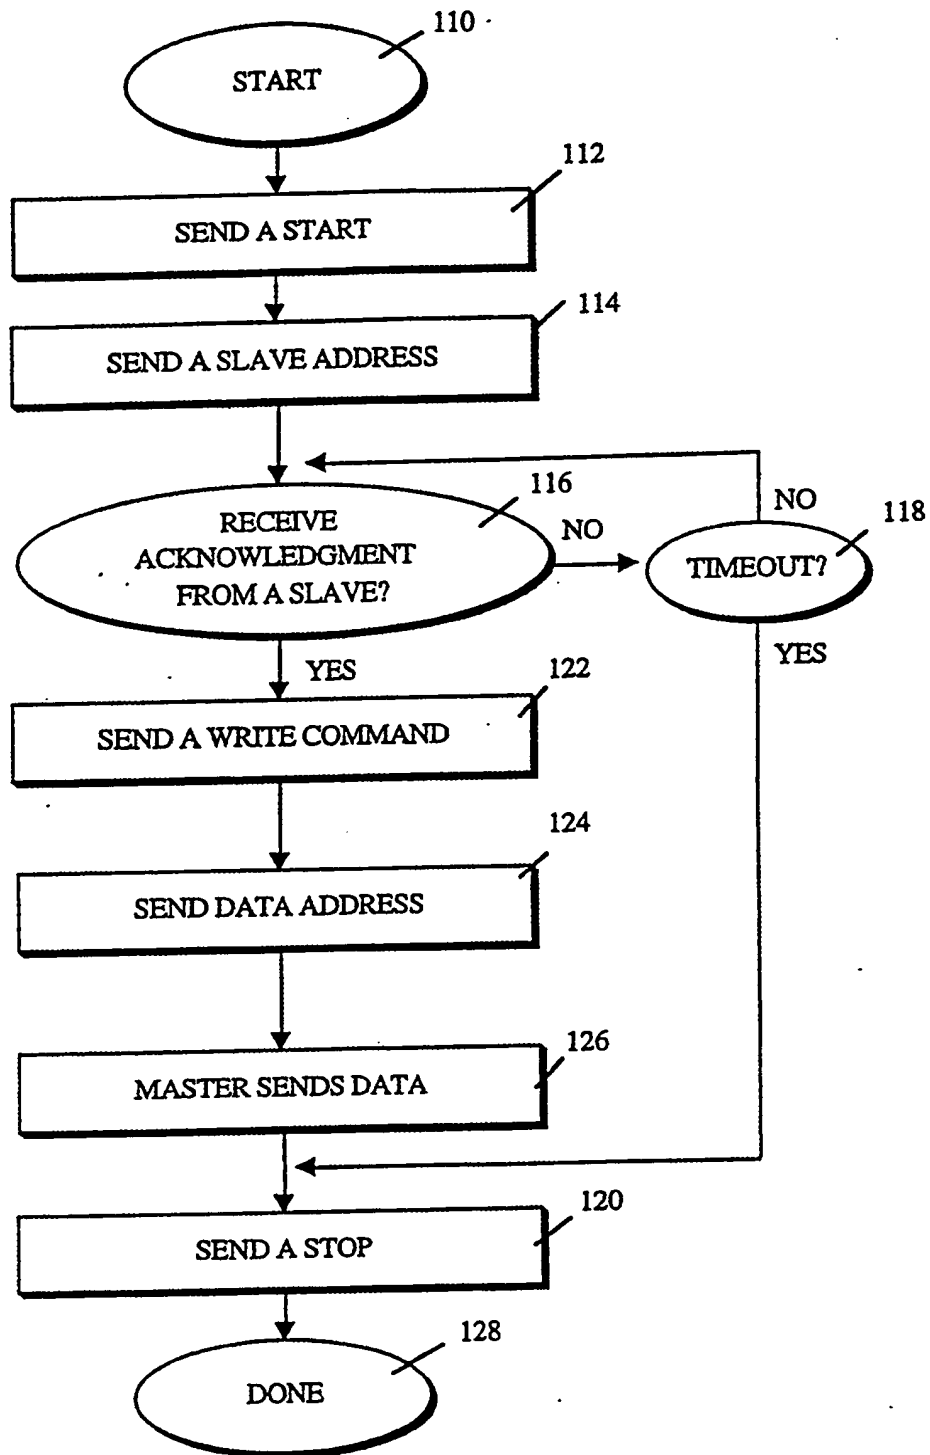 110
START
112
SEND A START
114
SEND A SLAVE ADDRESS
116
RECEIVE
ACKNOWLEDGMENT
FROM A SLAVE?
NO
NO
118
TIMEOUT?
YES
YES
122
SEND A WRITE COMMAND
124
SEND DATA ADDRESS
126
MASTER SENDS DATA
120
SEND A STOP
128
DONE